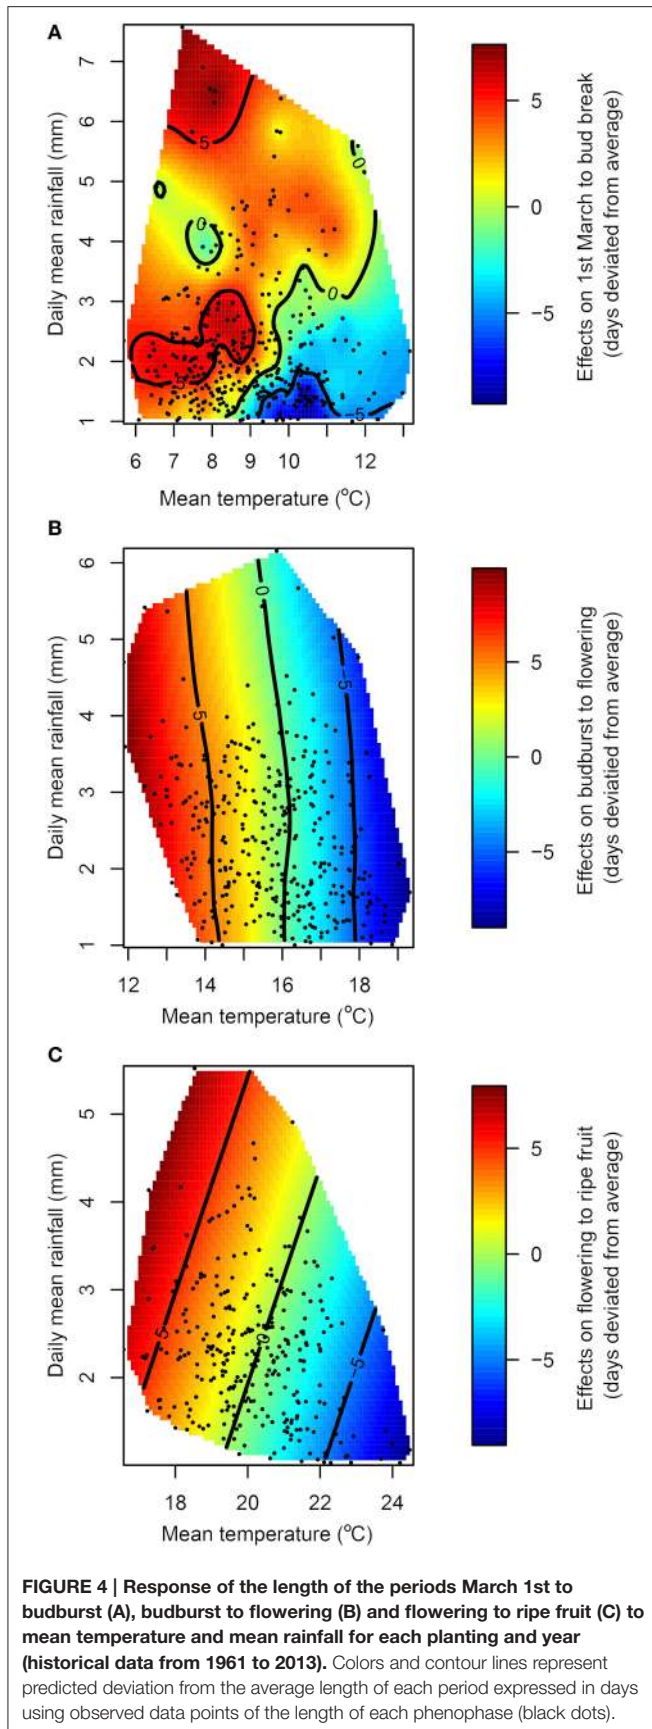 A
Daily mean rainfall (mm)
7
6
5
4
3
2
1
5
0
0
0
5
-5
-5
6 7 8 9 10 12
Mean temperature (°C)
5
0
−5
Effects on 1st March to bud break
(days deviated from average)
B
Daily mean rainfall (mm)
6
5
4
3
2
1
5
0
-5
12 14 16 18
Mean temperature (°C)
5
0
−5
Effects on budburst to flowering
(days deviatied from average)
C
Daily mean rainfall (mm)
5
4
3
2
5
0
-5
18 20 22 24
Mean temperature (°C)
5
0
−5
Effects on flowering to ripe fruit
(days deviated from average)
FIGURE 4 | Response of the length of the periods March 1st to
budburst (A), budburst to flowering (B) and flowering to ripe fruit (C) to
mean temperature and mean rainfall for each planting and year
(historical data from 1961 to 2013). Colors and contour lines represent
predicted deviation from the average length of each period expressed in days
using observed data points of the length of each phenophase (black dots).